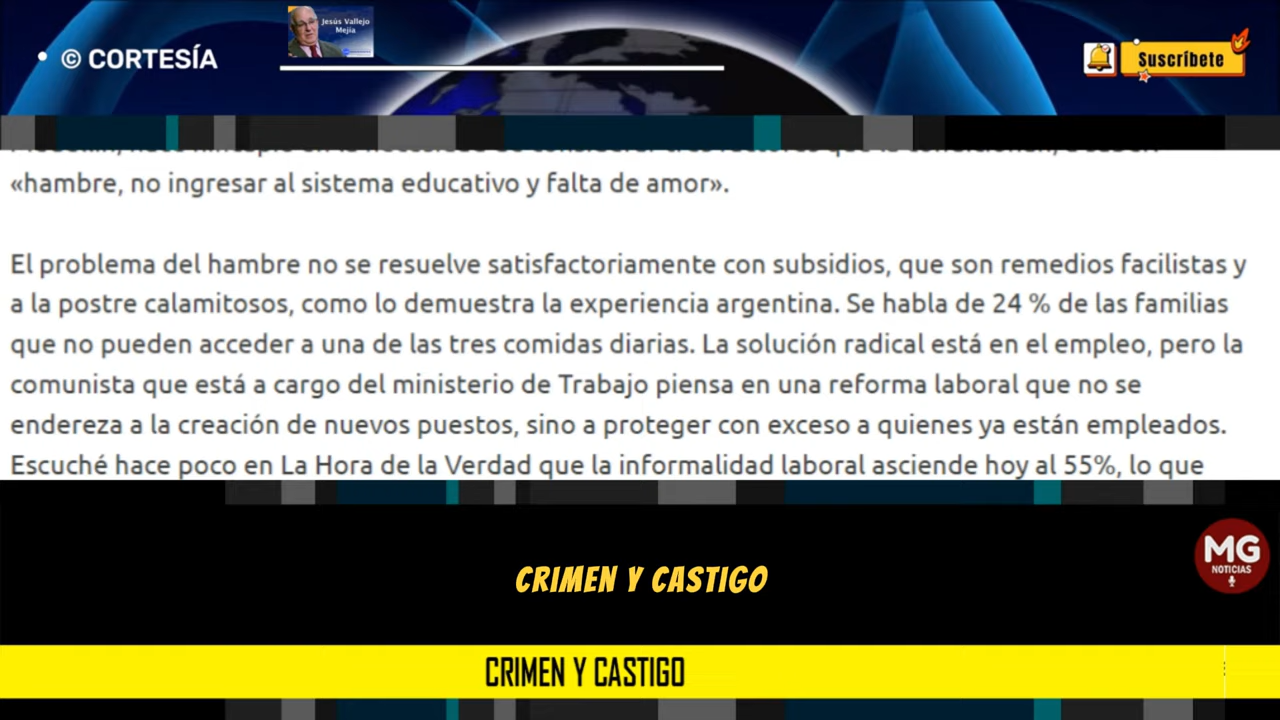 Jesús Vallejo
Mejía
© CORTESÍA
Suscríbete
«hambre, no ingresar al sistema educativo y falta de amor».
El problema del hambre no se resuelve satisfactoriamente con subsidios, que son remedios facilistas y
a la postre calamitosos, como lo demuestra la experiencia argentina. Se habla de 24 % de las familias
que no pueden acceder a una de las tres comidas diarias. La solución radical está en el empleo, pero la
comunista que está a cargo del ministerio de Trabajo piensa en una reforma laboral que no se
endereza a la creación de nuevos puestos, sino a proteger con exceso a quienes ya están empleados.
Escuché hace poco en La Hora de la Verdad que la informalidad laboral asciende hoy al 55%, lo que
MG
NOTICIAS
CRIMEN Y CASTIGO
CRIMEN Y CASTIGO